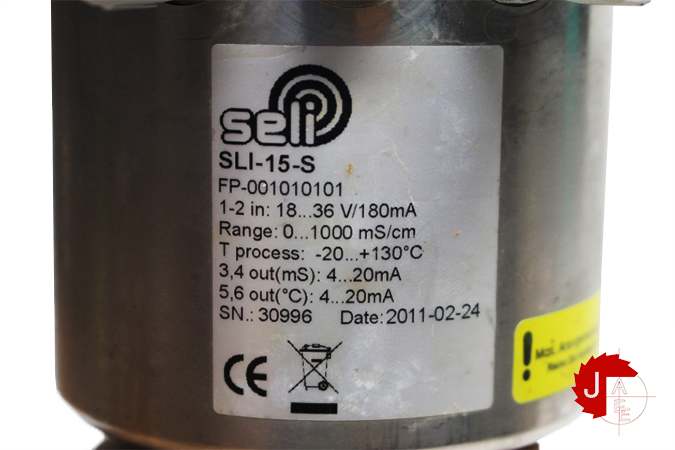 seli
SLI-15-S
FP-001010101
1-2 in: 18...36 V/180mA
Range: 0...1000 mS/cm
T process: -20...+130°C
3,4 out(mS): 4...20mA
5,6 out(°C): 4...20mA
SN.: 30996 Date: 2011-02-24
CE
!
Max.
J
A
E
E